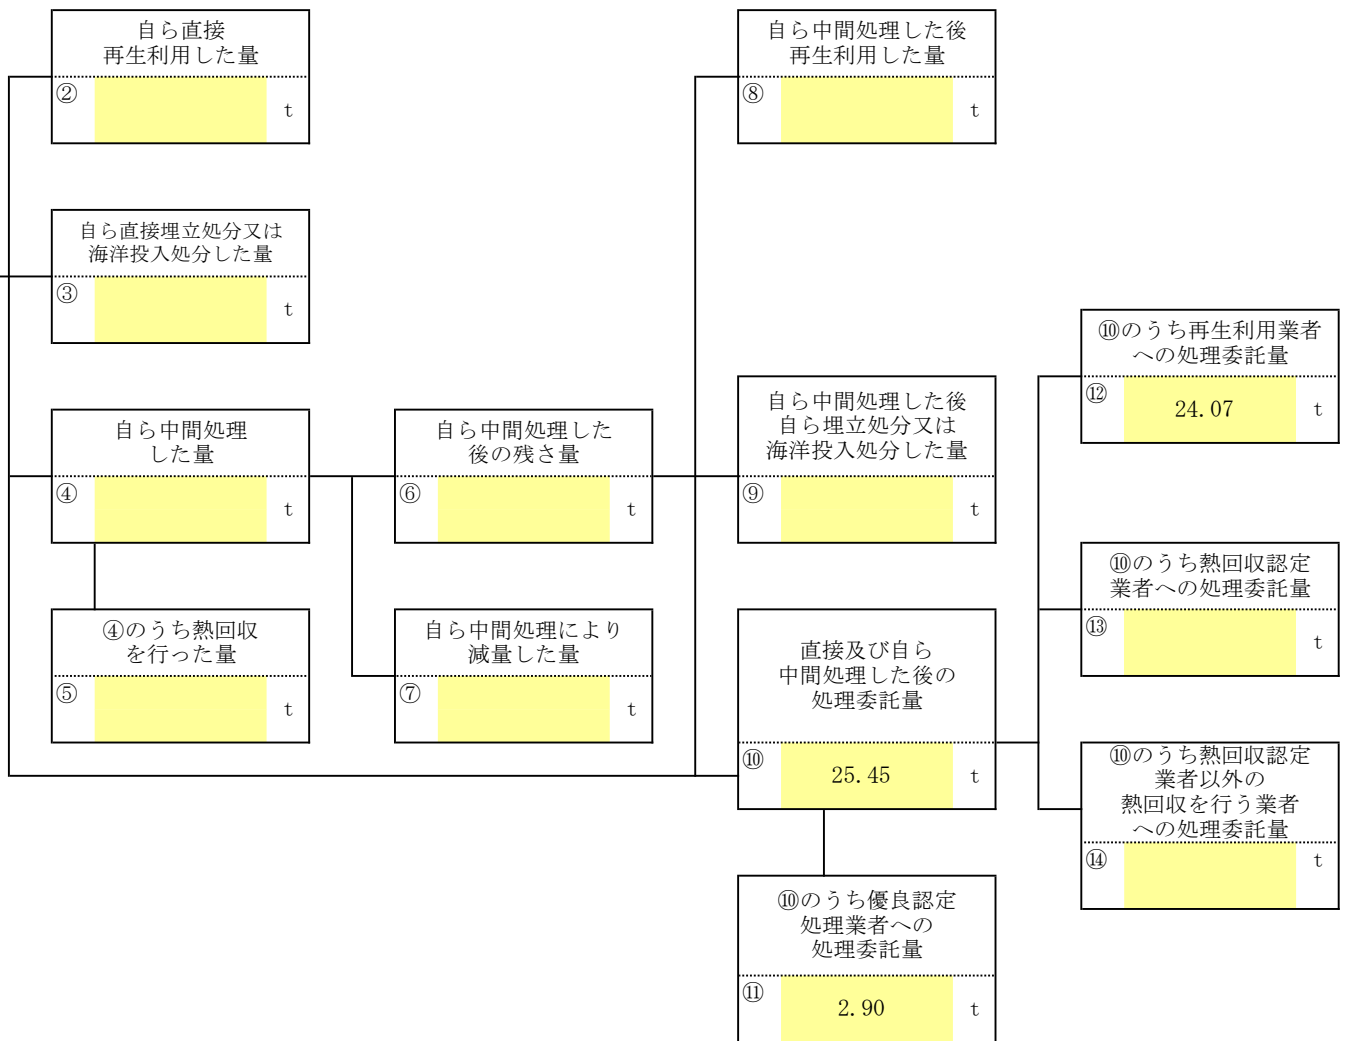 自ら直接
再生利用した量
②
t
自ら中間処理した後
再生利用した量
⑧
t
自ら直接埋立処分又は
海洋投入処分した量
③
t
自ら中間処理
した量
④
t
自ら中間処理した
後の残さ量
⑥
t
自ら中間処理した後
自ら埋立処分又は
海洋投入処分した量
⑨
t
⑩のうち再生利用業者
への処理委託量
⑫
24.07
t
④のうち熱回収
を行った量
⑤
t
自ら中間処理により
減量した量
⑦
t
直接及び自ら
中間処理した後の
処理委託量
⑩
25.45
t
⑩のうち熱回収認定
業者への処理委託量
⑬
t
⑩のうち熱回収認定
業者以外の
熱回収を行う業者
への処理委託量
⑭
t
⑩のうち優良認定
処理業者への
処理委託量
⑪
2.90
t